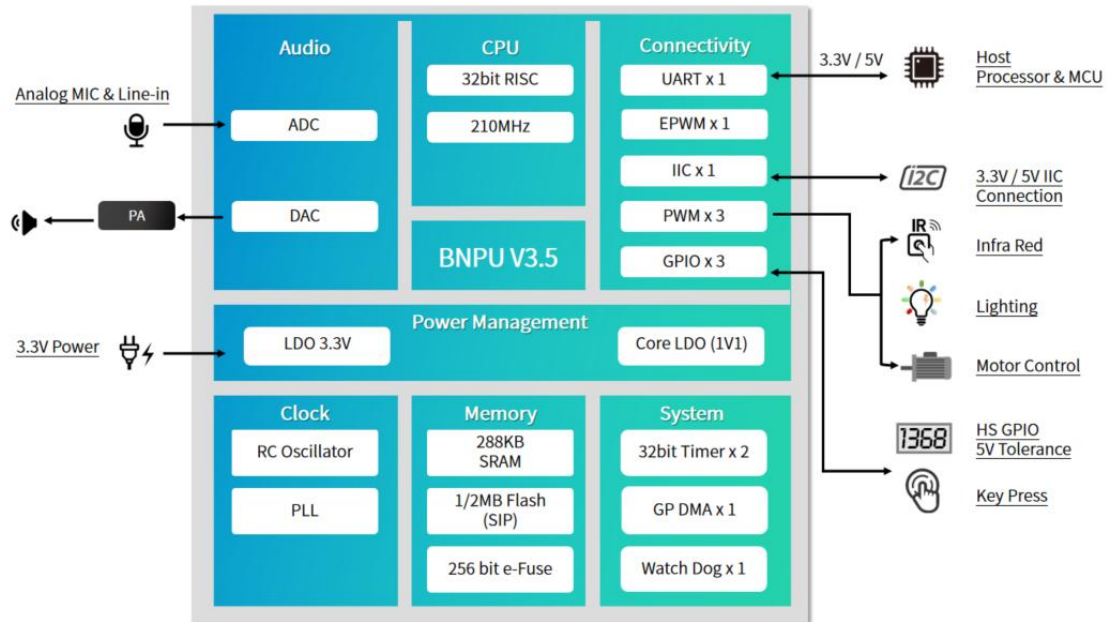 Audio
ADC
DAC
CPU
32bit RISC
210MHz
BNPU V3.5
Connectivity
UART x 1
EPWM x 1
IIC x 1
PWM x 3
GPIO x 3
Analog MIC & Line-in
PA
3.3V Power
Power Management
LDO 3.3V
Core LDO (1V1)
Clock
RC Oscillator
PLL
Memory
288KB
SRAM
1/2MB Flash
(SIP)
256 bit e-Fuse
System
32bit Timer x 2
GP DMA x 1
Watch Dog x 1
3.3V / 5V
Host
Processor & MCU
I2C
3.3V / 5V IIC
Connection
IR
Infra Red
Lighting
Motor Control
1368
HS GPIO
5V Tolerance
Key Press